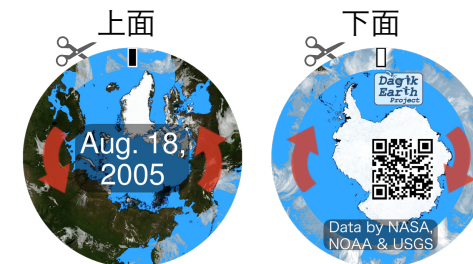 上面
下面
Aug. 18,
2005
Dagik
Earth
Project
Data by NASA,
NOAA & USGS